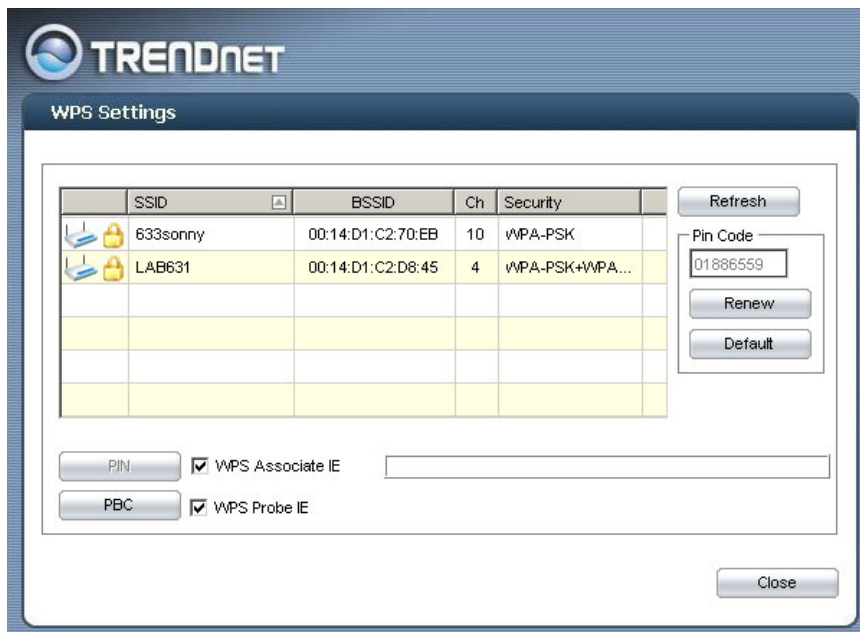 TRENDNET
WPS Settings
SSID BSSID Ch Security
633sonny 00:14:D1:C2:70:EB 10 WPA-PSK
LAB631 00:14:D1:C2:D8:45 4 WPA-PSK+WPA...
Refresh
Pin Code
01886559
Renew
Default
PIN WPS Associate IE
PBC WPS Probe IE
Close